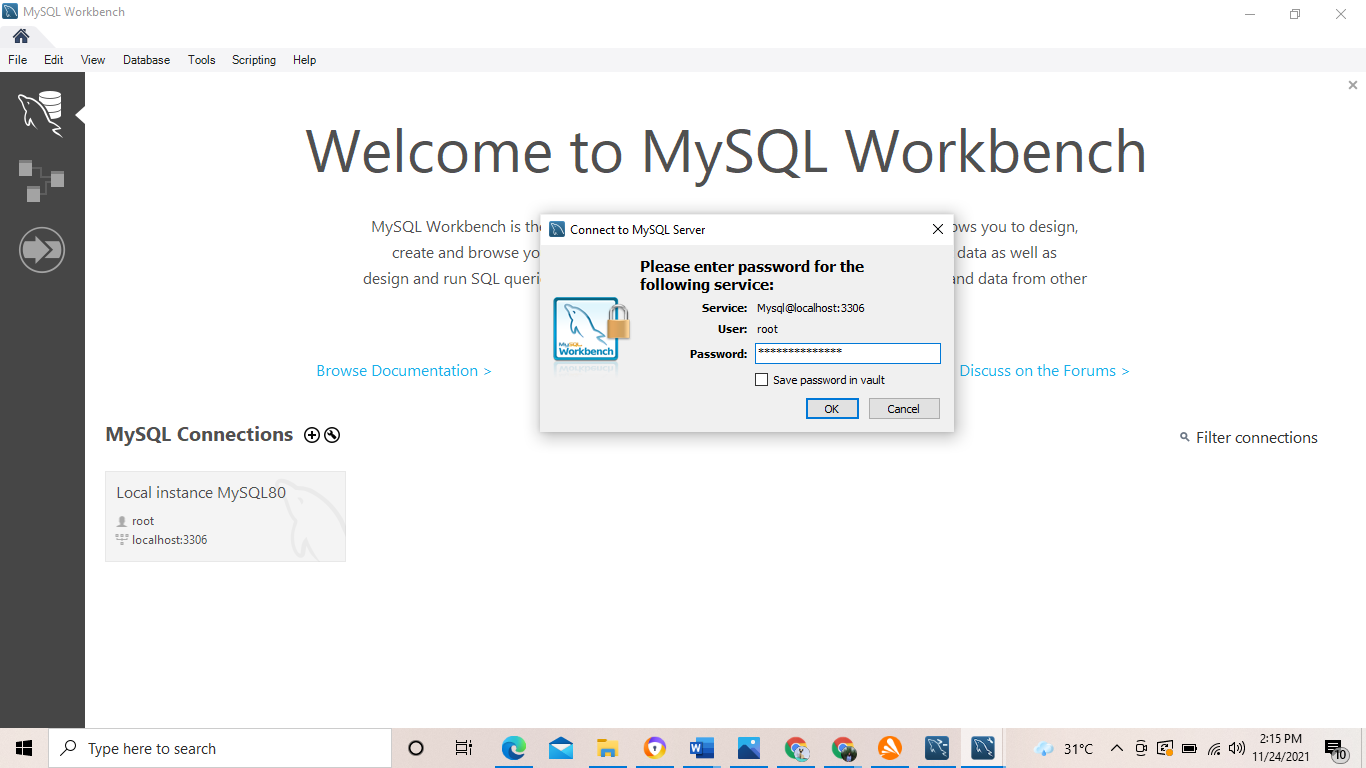 MySQL Workbench
File Edit View Database Tools Scripting Help
Welcome to MySQL Workbench
MySQL Workbench is the
ows you to design,
create and browse yo
data as well as
design and run SQL queri
nd data from other
Browse Documentation >
Discuss on the Forums >
Connect to MySQL Server
Please enter password for the
following service:
Service: Mysql@localhost:3306
User: root
Password: **************
Save password in vault
OK Cancel
MySQL
Workbench
MySQL Connections
Filter connections
Local instance MySQL80
root
localhost:3306
Type here to search
31°C
2:15 PM
11/24/2021
10